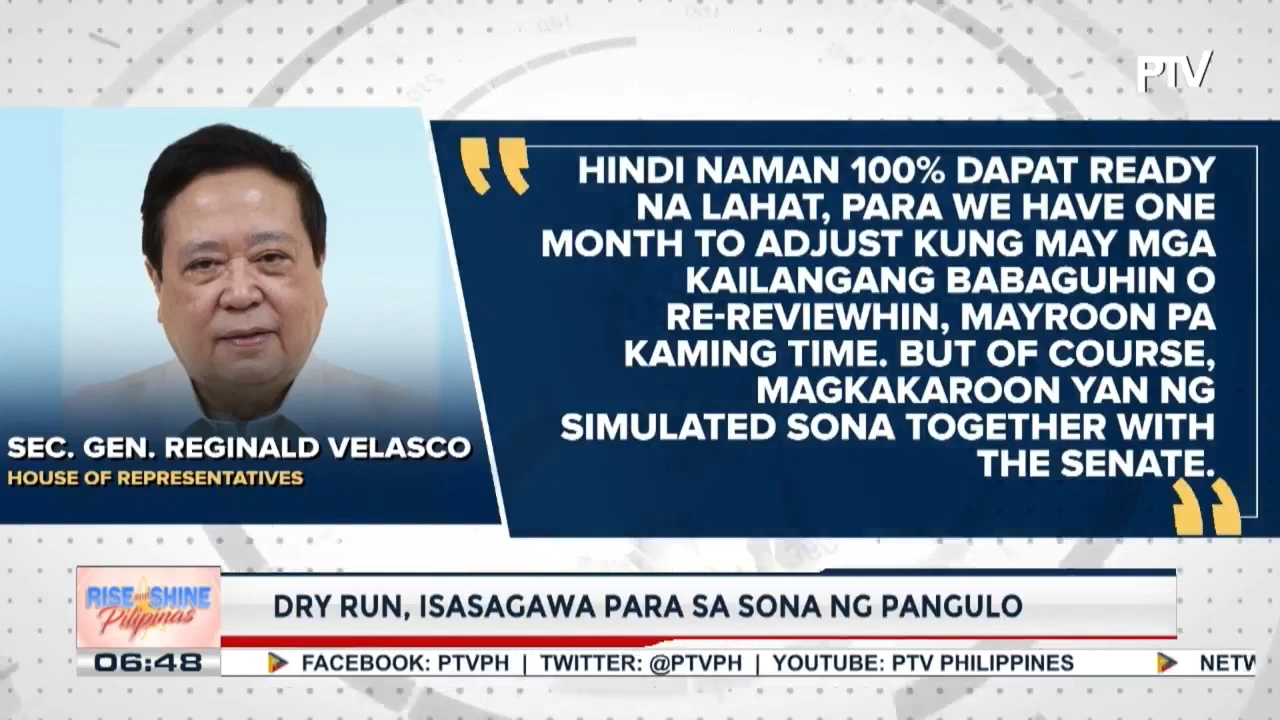 PTV
HINDI NAMAN 100% DAPAT READY
NA LAHAT, PARA WE HAVE ONE
MONTH TO ADJUST KUNG MAY MGA
KAILANGANG BABAGUHIN O
RE-REVIEWHIN, MAYROON PA
KAMING TIME. BUT OF COURSE,
MAGKAKAROON YAN NG
SIMULATED SONA TOGETHER WITH
THE SENATE.
SEC. GEN. REGINALD VELASCO
HOUSE OF REPRESENTATIVES
RISE AND SHINE
Pilipinas
DRY RUN, ISASAGAWA PARA SA SONA NG PANGULO
06:48
FACEBOOK: PTVPH | TWITTER: @PTVPH | YOUTUBE: PTV PHILIPPINES